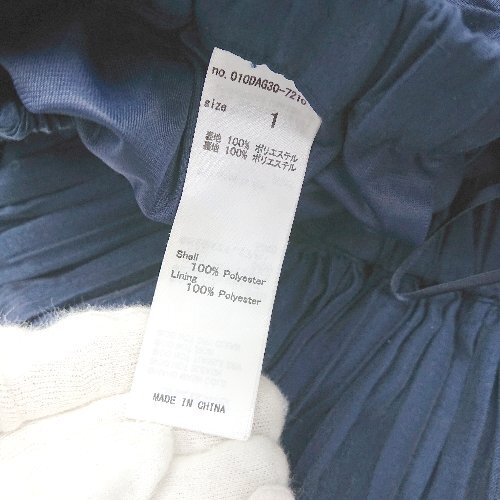 no. 010DAG30-7210
size 1
表地 100% ポリエステル
裏地 100% ポリエステル
Shell
100% Polyester
Lining
100% Polyester
MADE IN CHINA